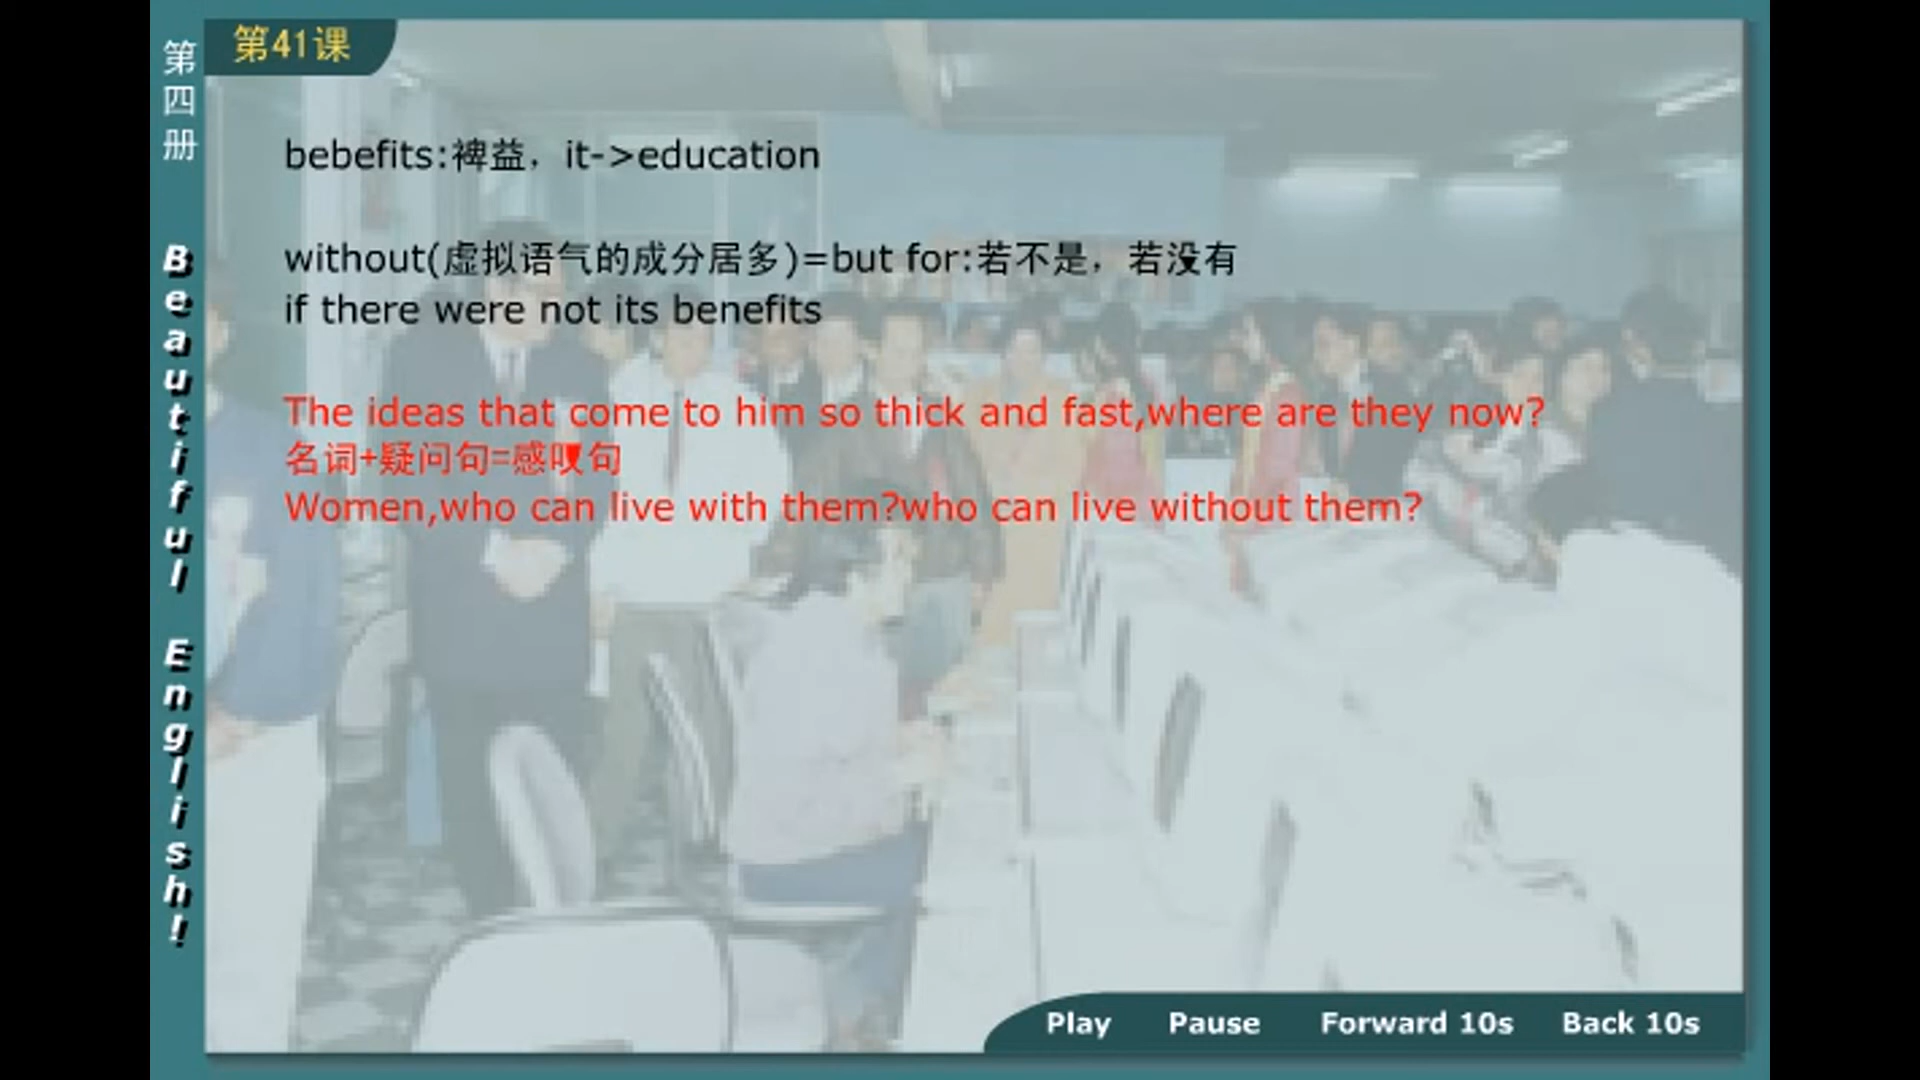 第四册
Beautiful English!
第41课
bebefits:裨益，it->education
without(虚拟语气的成分居多)=but for:若不是，若没有
if there were not its benefits
The ideas that come to him so thick and fast,where are they now?
名词+疑问句=感叹句
Women,who can live with them?who can live without them?
Play Pause Forward 10s Back 10s